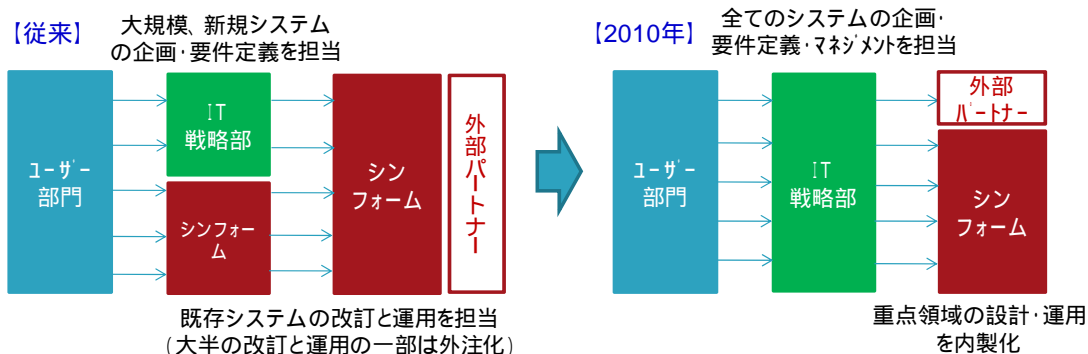 【従来】
大規模、新規システム
の企画･要件定義を担当
ﾕｰｻﾞｰ
部門
IT
戦略部
シンフォー
ム
シン
フォーム
外部パートナー
既存システムの改訂と運用を担当
(大半の改訂と運用の一部は外注化)
【2010年】
全てのシステムの企画･
要件定義･ﾏﾈｼﾞﾒﾝﾄを担当
ﾕｰｻﾞｰ
部門
IT
戦略部
外部
ﾊﾟｰﾄﾅｰ
シン
フォーム
重点領域の設計･運用
を内製化